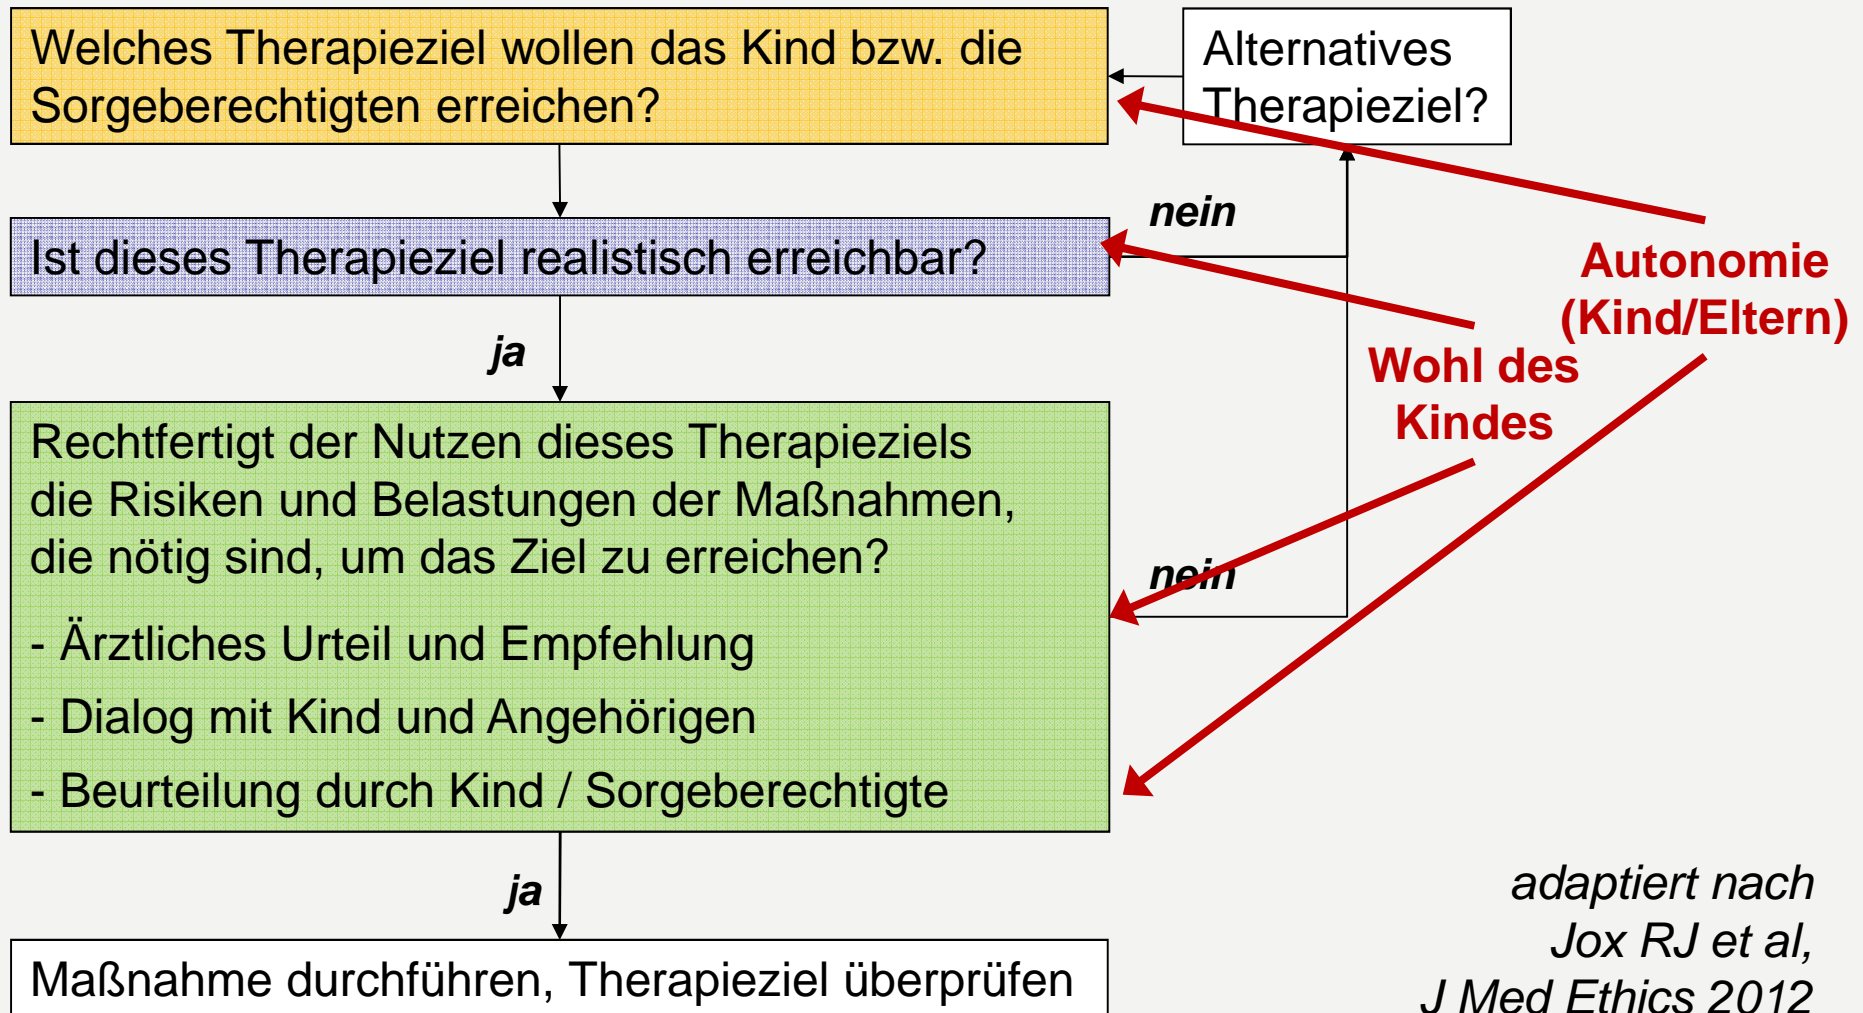 Welches Therapieziel wollen das Kind bzw. die
Sorgeberechtigten erreichen?
Alternatives
Therapieziel?
nein
Ist dieses Therapieziel realistisch erreichbar?
Autonomie
(Kind/Eltern)
ja
Wohl des
Kindes
Rechtfertigt der Nutzen dieses Therapieziels
die Risiken und Belastungen der Maßnahmen,
die nötig sind, um das Ziel zu erreichen?
nein
- Ärztliches Urteil und Empfehlung
- Dialog mit Kind und Angehörigen
- Beurteilung durch Kind / Sorgeberechtigte
ja
Maßnahme durchführen, Therapieziel überprüfen
adaptiert nach
Jox RJ et al,
J Med Ethics 2012